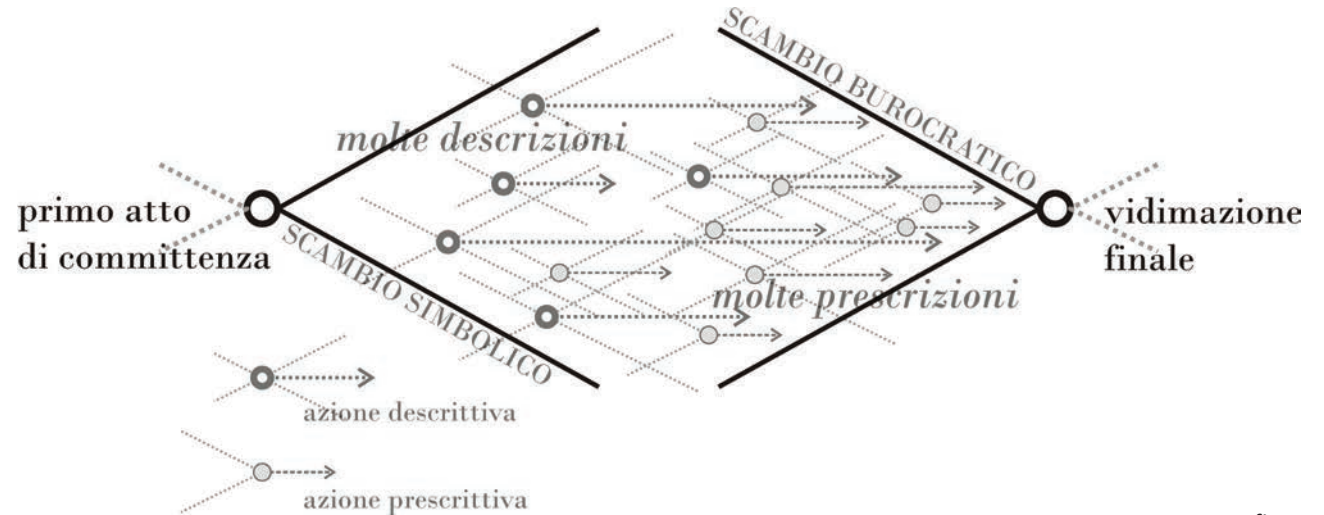 SCAMBIO BUROCRATICO
molte descrizioni
primo atto
di committenza
vidimazione
finale
SCAMBIO SIMBOLICO
molte prescrizioni
azione descrittiva
azione prescrittiva